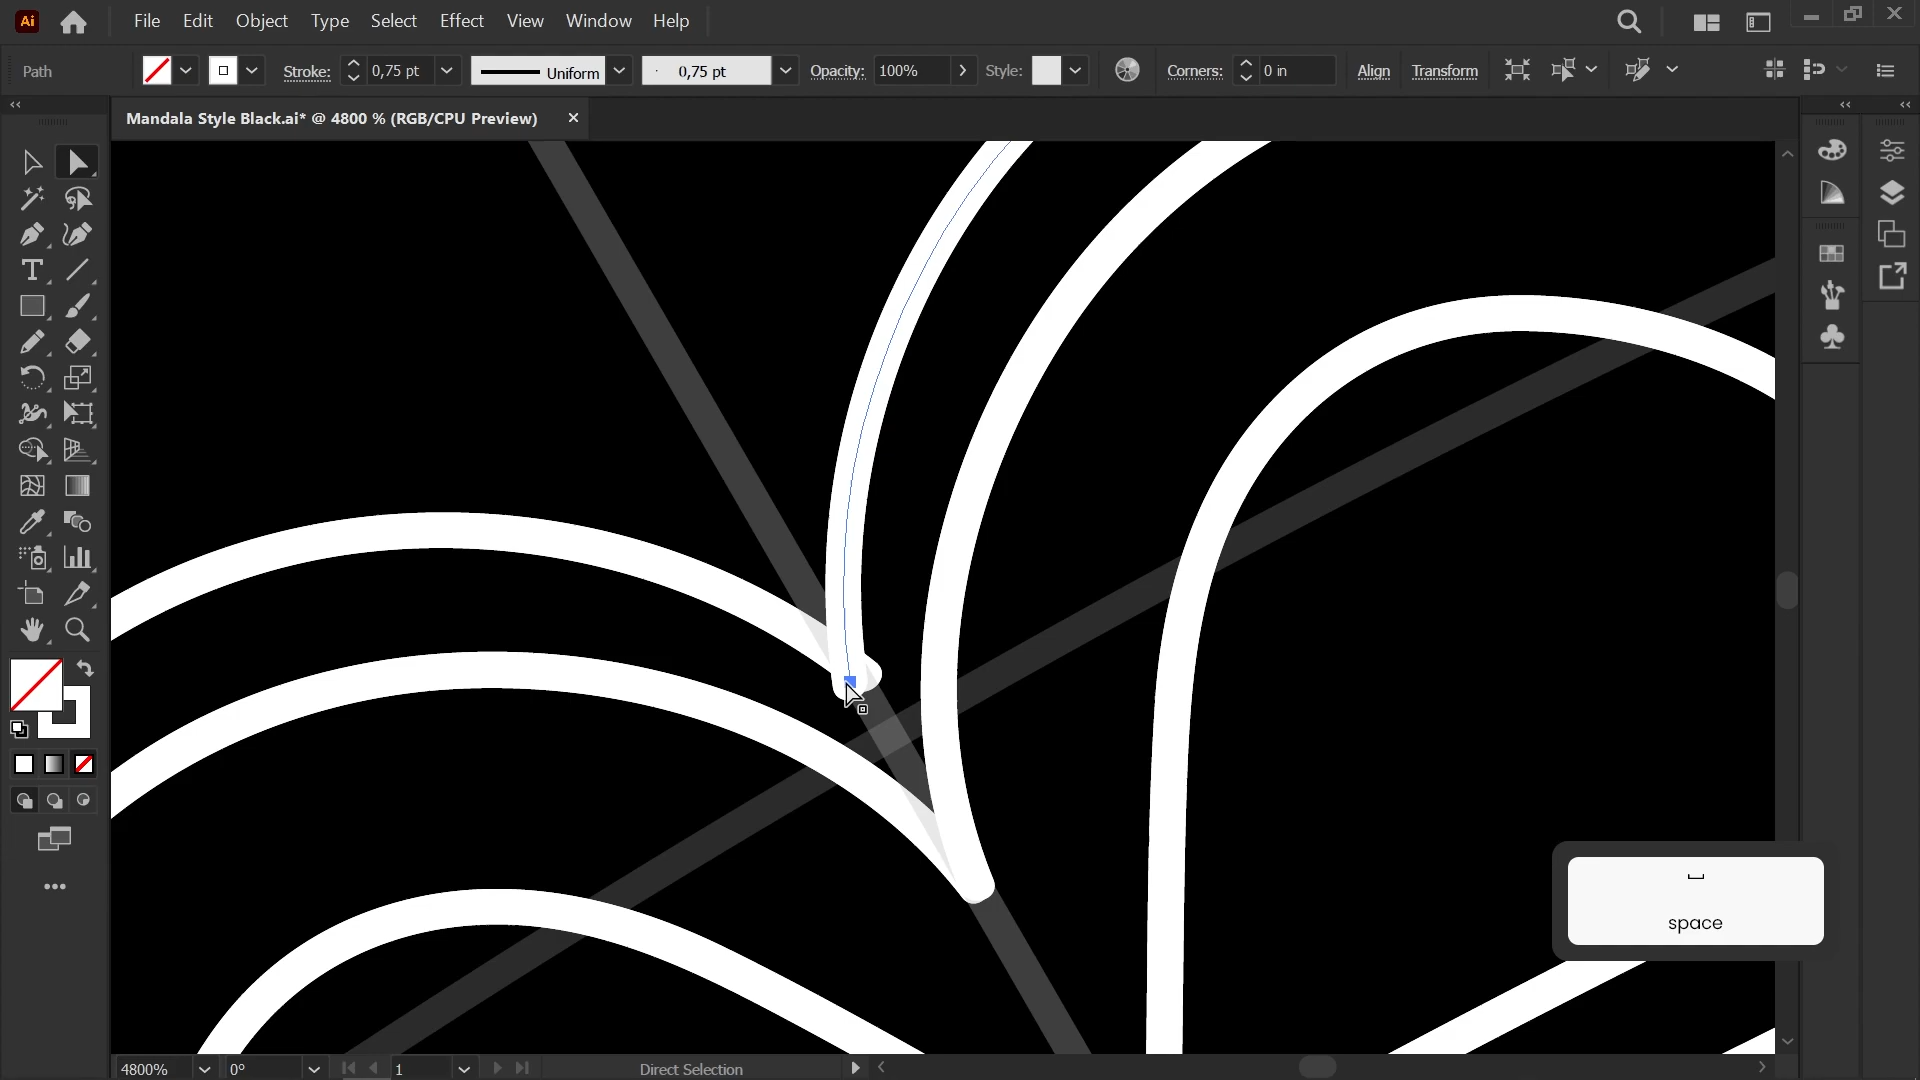 Ai File Edit Object Type Select Effect View Window Help
Path Stroke: 0,75 pt Uniform 0,75 pt Opacity: 100% Style: Corners: 0 in Align Transform
Mandala Style Black.ai* @ 4800 % (RGB/CPU Preview)
space
4800% 0° 1 Direct Selection